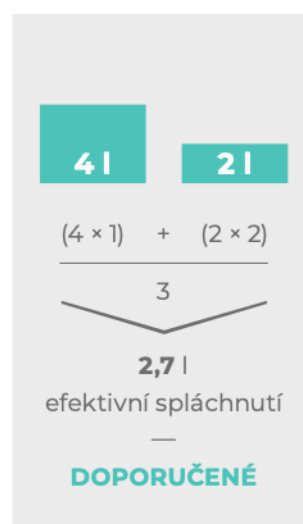 4 l 2 l
(4 × 1) + (2 × 2)
3
2,7 l
efektivní spláchnutí
—
DOPORUČENÉ